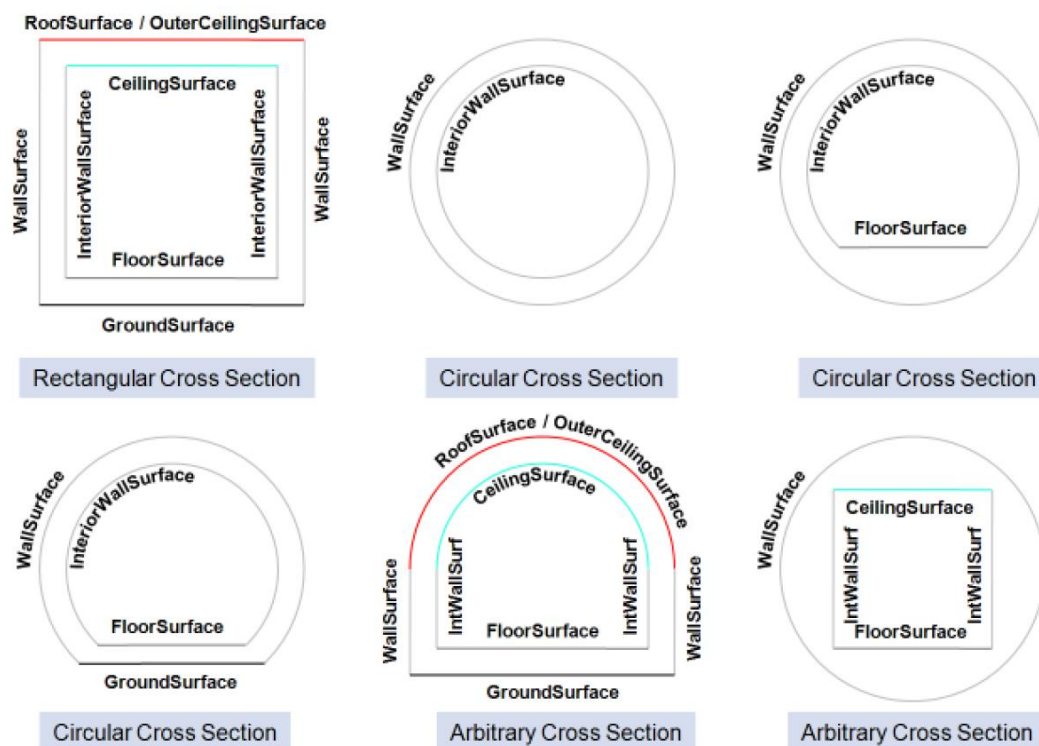 RoofSurface / OuterCeilingSurface
CeilingSurface
WallSurface
InteriorWallSurface
InteriorWallSurface
WallSurface
FloorSurface
GroundSurface
Rectangular Cross Section
WallSurface
InteriorWallSurface
Circular Cross Section
WallSurface
InteriorWallSurface
FloorSurface
Circular Cross Section
WallSurface
InteriorWallSurface
FloorSurface
GroundSurface
Circular Cross Section
RoofSurface / OuterCeilingSurface
CeilingSurface
WallSurface
IntWallSurf
IntWallSurf
WallSurface
FloorSurface
GroundSurface
Arbitrary Cross Section
WallSurface
CeilingSurface
IntWallSurf
IntWallSurf
FloorSurface
Arbitrary Cross Section